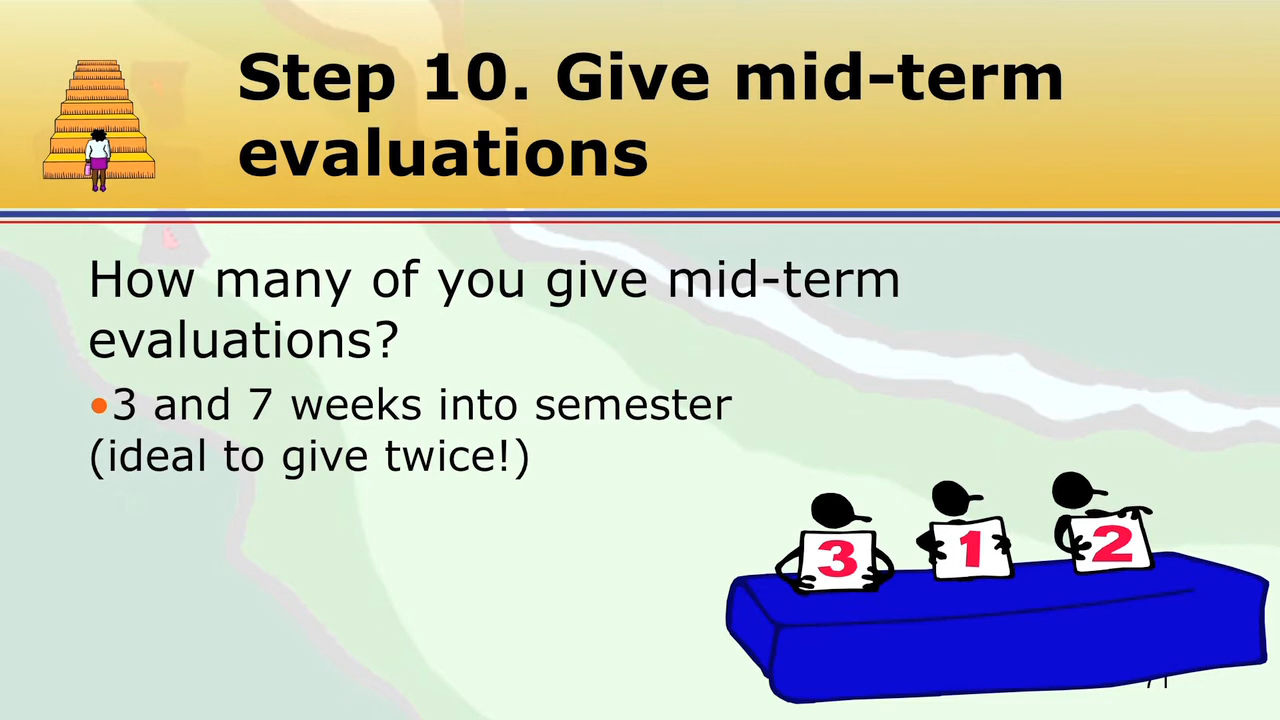 Step 10. Give mid-term
evaluations
How many of you give mid-term
evaluations?
•3 and 7 weeks into semester
(ideal to give twice!)
3 1 2